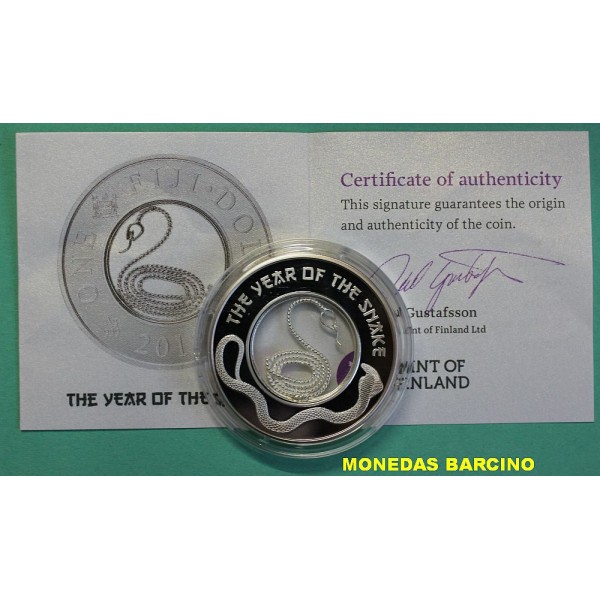 ONE FIJI·DOL
201
THE YEAR OF THE
Certificate of authenticity
This signature guarantees the origin
and authenticity of the coin.
Gustafsson
int of Finland Ltd
MINT OF
FINLAND
THE YEAR OF THE SNAKE
MONEDAS BARCINO